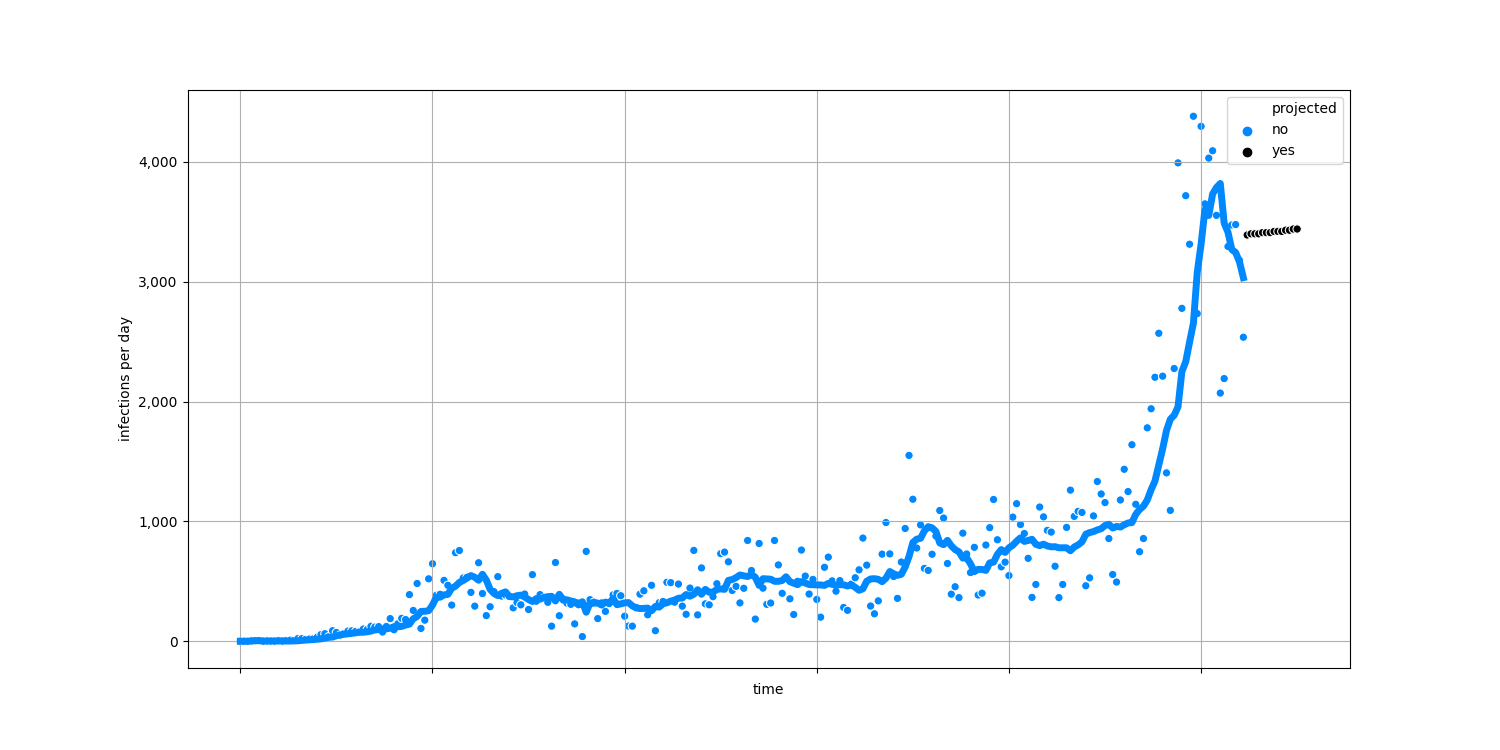 projected
no
yes
4,000
3,000
2,000
1,000
0
infections per day
time